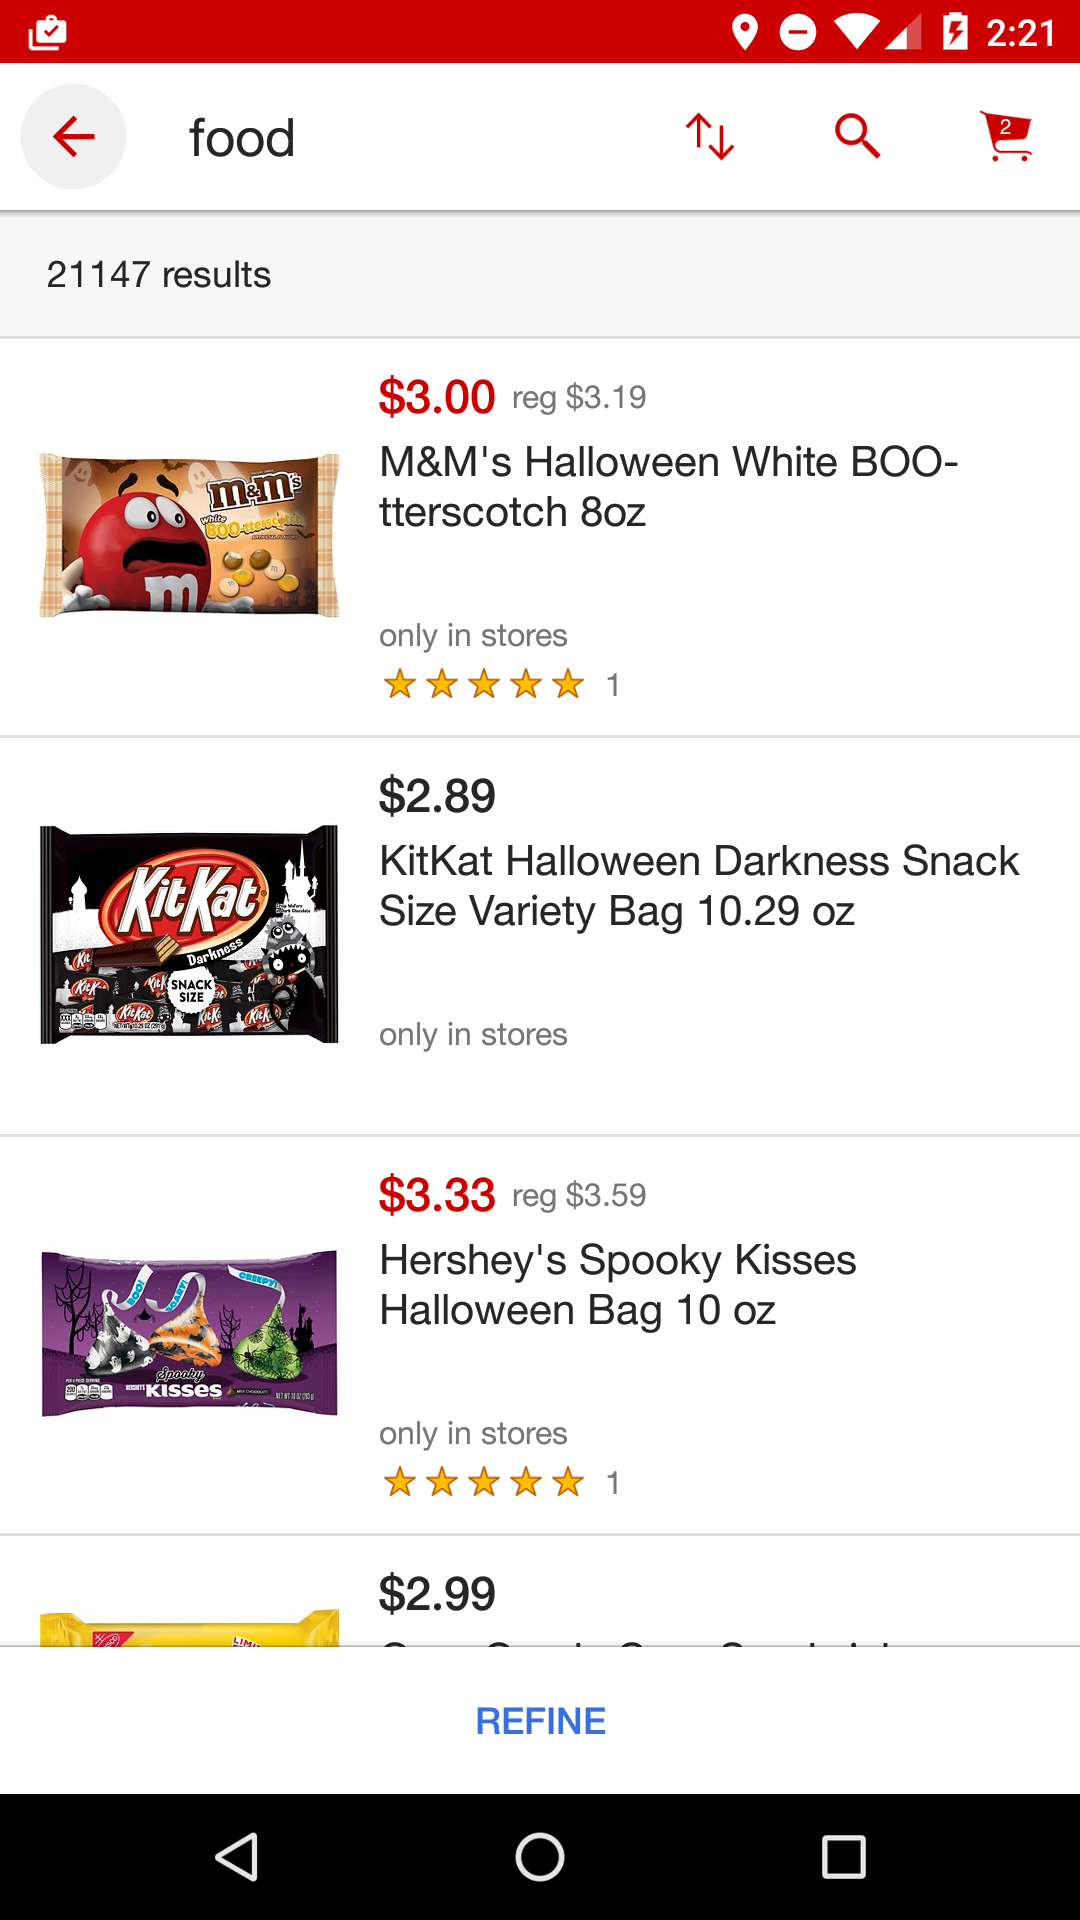 2:21
food
2
21147 results
$3.00 reg $3.19
M&M's Halloween White BOO-
tterscotch 8oz
m&m's
White
BOO-tterscotch
m
only in stores
1
$2.89
KitKat Halloween Darkness Snack
Size Variety Bag 10.29 oz
KitKat
Darkness
SNACK
SIZE
only in stores
$3.33 reg $3.59
Hershey's Spooky Kisses
Halloween Bag 10 oz
BOO!
SCARY!
CREEPY!
Spooky
HERSHEY'S KISSES
MILK CHOCOLATE
only in stores
1
$2.99
REFINE